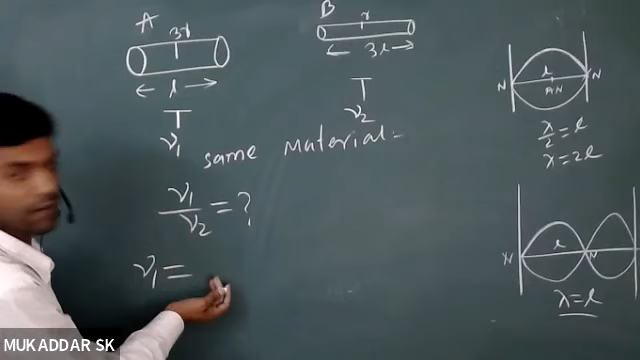 A
3r
l
T
ν₁
B
r
3l
T
ν₂
same Material:-
ν₁/ν₂ = ?
ν₁ =
N
l
AN
N
λ/2 = l
λ = 2l
N
l
N
λ = l
MUKADDAR SK